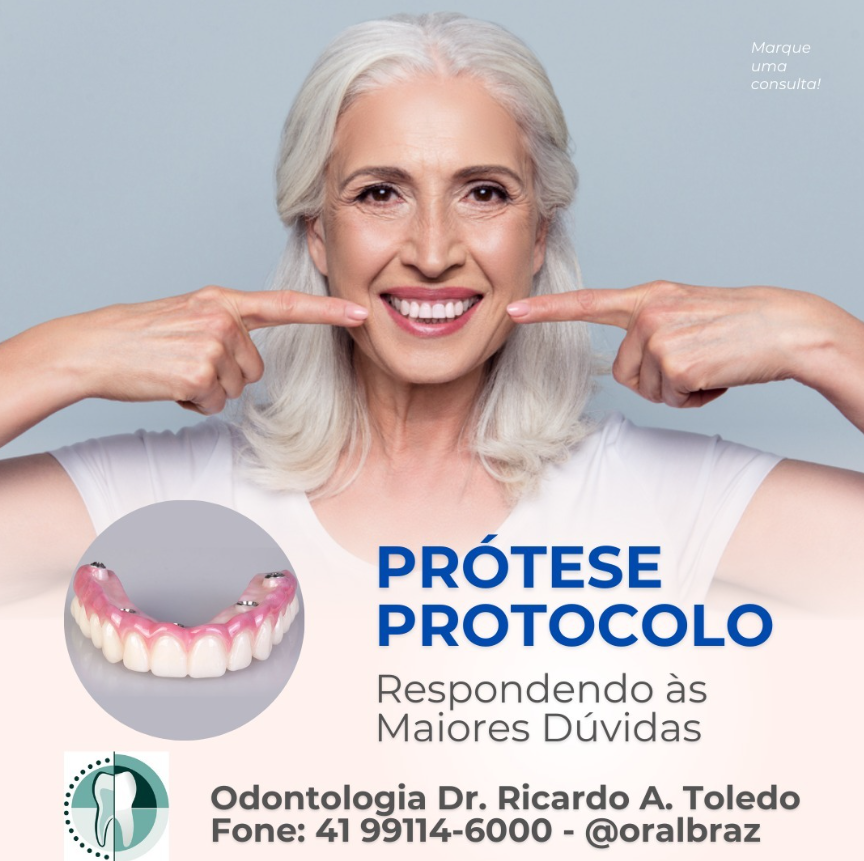 Marque
uma
consulta!
PRÓTESE
PROTOCOLO
Respondendo às
Maiores Dúvidas
Odontologia Dr. Ricardo A. Toledo
Fone: 41 99114-6000 - @oralbraz